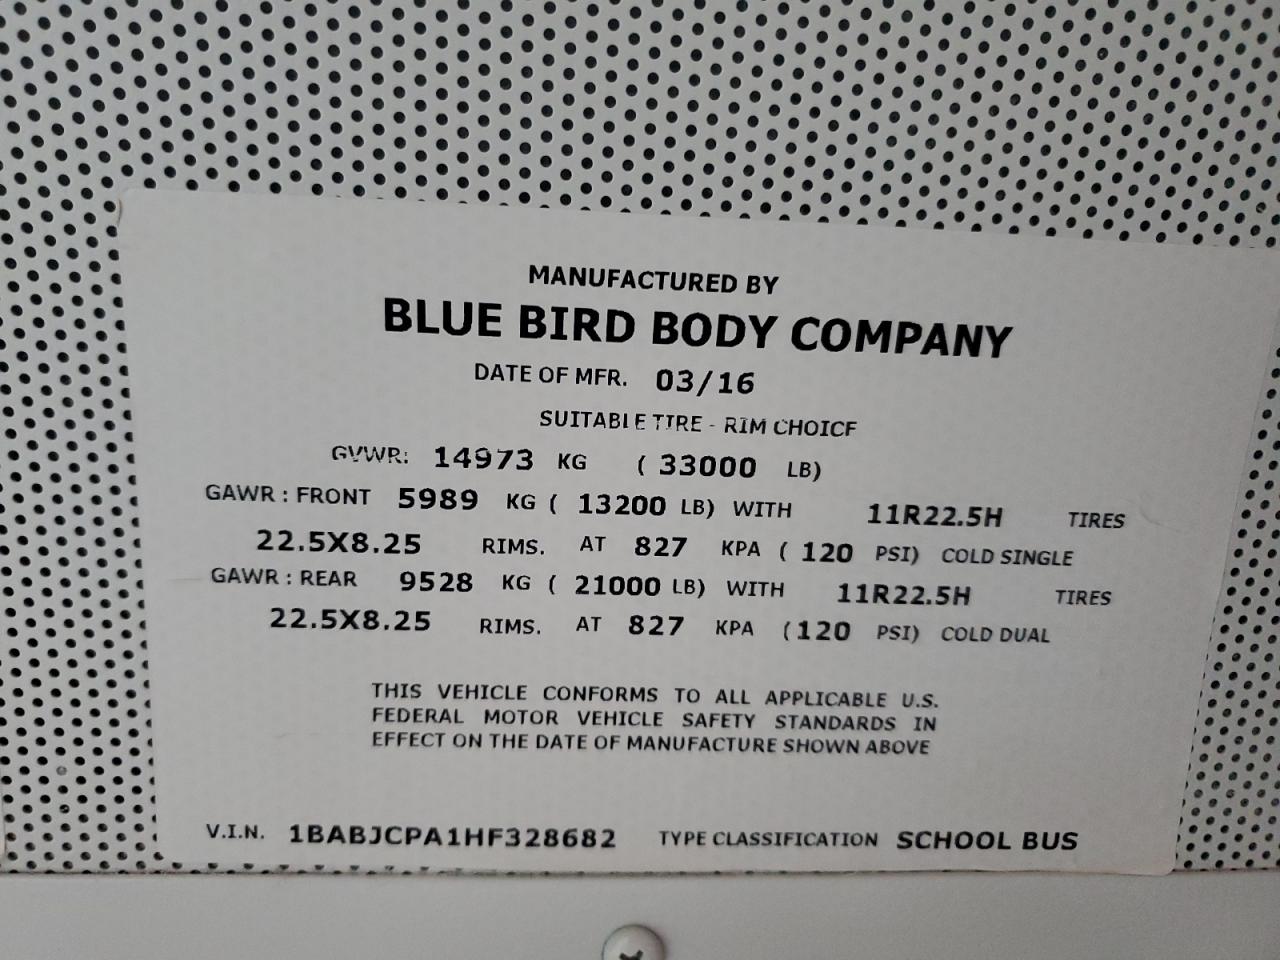 MANUFACTURED BY
BLUE BIRD BODY COMPANY
DATE OF MFR. 03/16
SUITABLE TIRE - RIM CHOICE
GVWR: 14973 KG ( 33000 LB)
GAWR : FRONT 5989 KG ( 13200 LB) WITH 11R22.5H TIRES
22.5X8.25 RIMS. AT 827 KPA ( 120 PSI) COLD SINGLE
GAWR : REAR 9528 KG ( 21000 LB) WITH 11R22.5H TIRES
22.5X8.25 RIMS. AT 827 KPA ( 120 PSI) COLD DUAL
THIS VEHICLE CONFORMS TO ALL APPLICABLE U.S.
FEDERAL MOTOR VEHICLE SAFETY STANDARDS IN
EFFECT ON THE DATE OF MANUFACTURE SHOWN ABOVE
V.I.N. 1BABJCPA1HF328682 TYPE CLASSIFICATION SCHOOL BUS